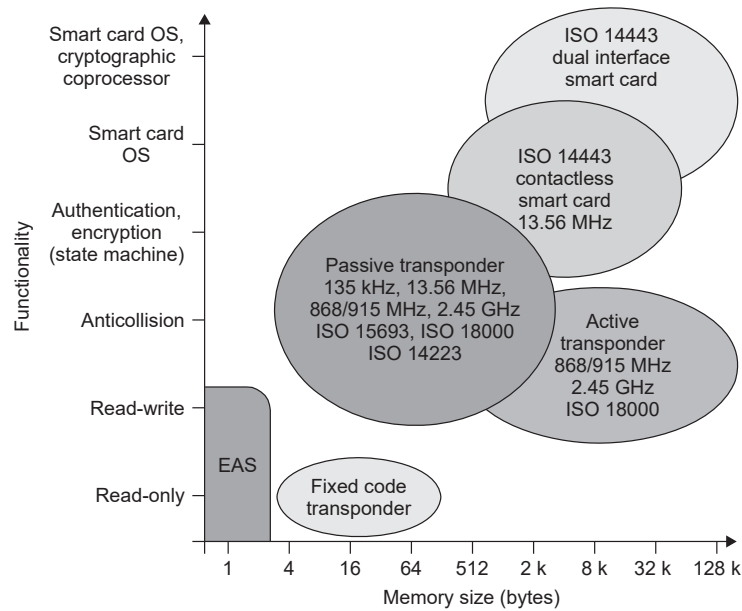 Smart card OS,
cryptographic
coprocessor
Smart card
OS
Authentication,
encryption
(state machine)
Anticollision
Read-write
Read-only
Functionality
ISO 14443
dual interface
smart card
ISO 14443
contactless
smart card
13.56 MHz
Passive transponder
135 kHz, 13.56 MHz,
868/915 MHz, 2.45 GHz
ISO 15693, ISO 18000
ISO 14223
Active
transponder
868/915 MHz
2.45 GHz
ISO 18000
EAS
Fixed code
transponder
1 4 16 64 512 2 k 8 k 32 k 128 k
Memory size (bytes)